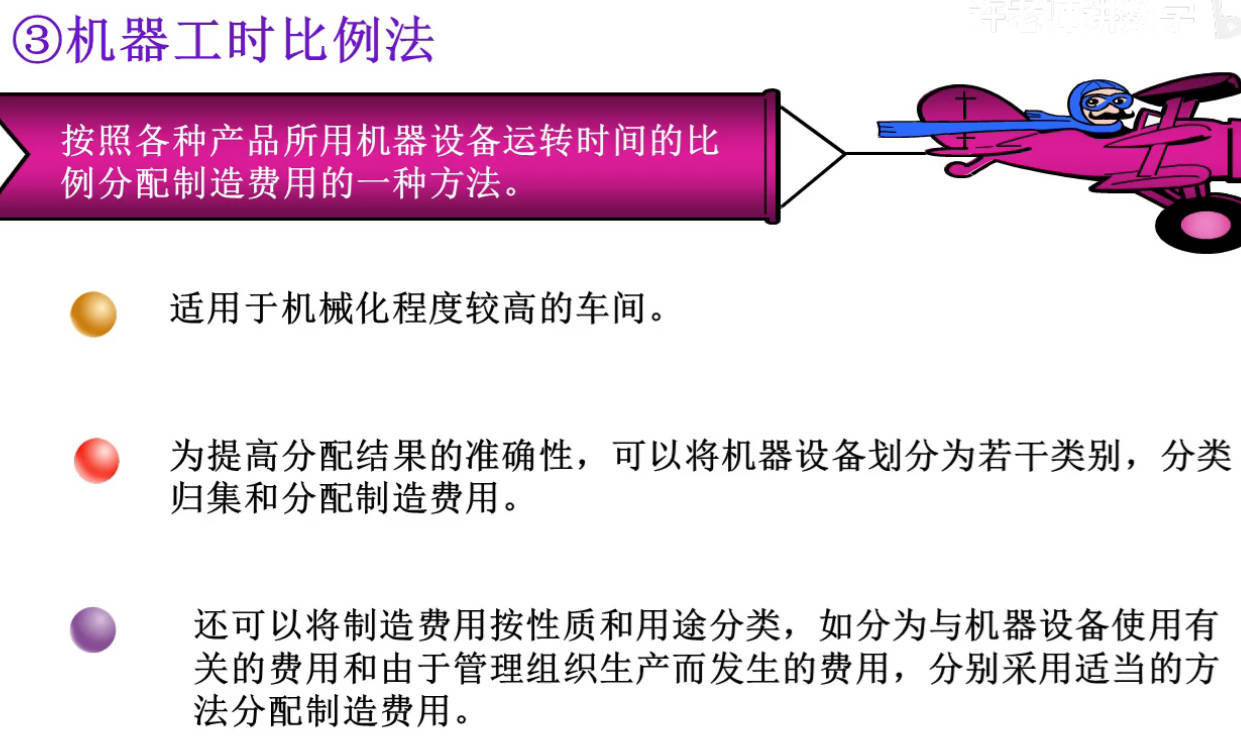 ③机器工时比例法
按照各种产品所用机器设备运转时间的比
例分配制造费用的一种方法。
适用于机械化程度较高的车间。
为提高分配结果的准确性，可以将机器设备划分为若干类别，分类
归集和分配制造费用。
还可以将制造费用按性质和用途分类，如分为与机器设备使用有
关的费用和由于管理组织生产而发生的费用，分别采用适当的方
法分配制造费用。